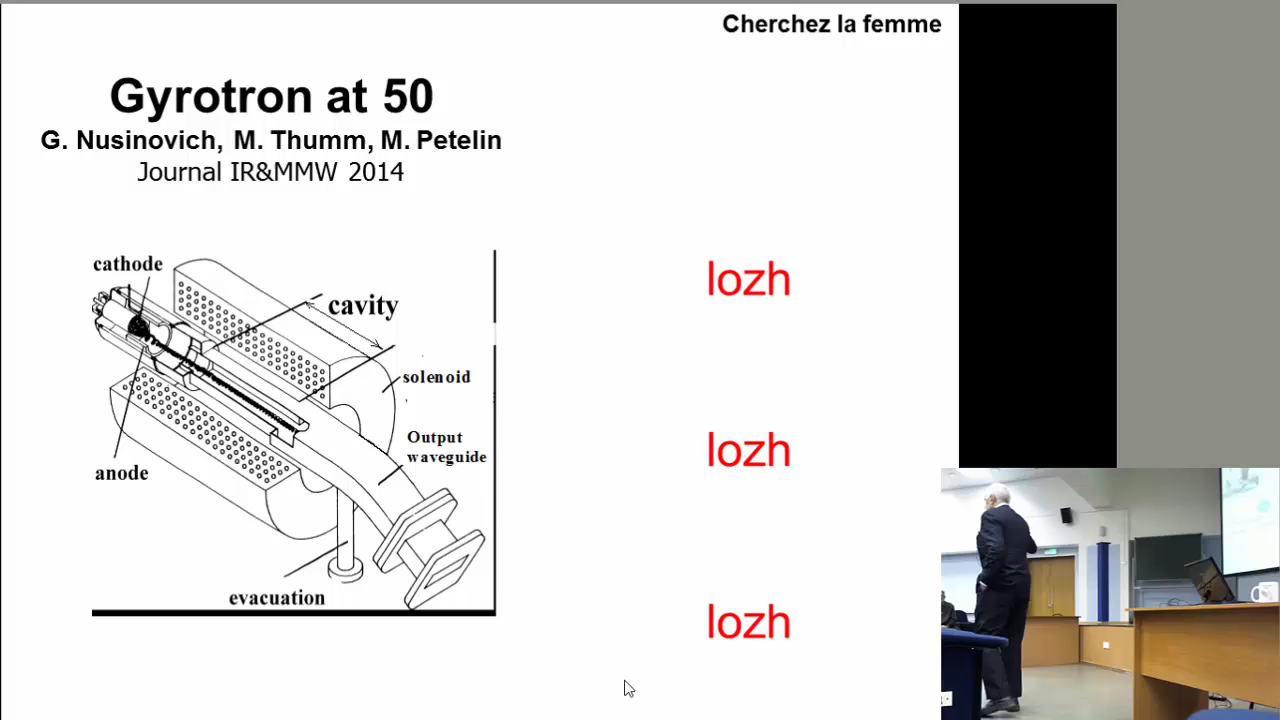 Cherchez la femme
Gyrotron at 50
G. Nusinovich, M. Thumm, M. Petelin
Journal IR&MMW 2014
cathode
cavity
solenoid
Output
waveguide
anode
evacuation
lozh
lozh
lozh